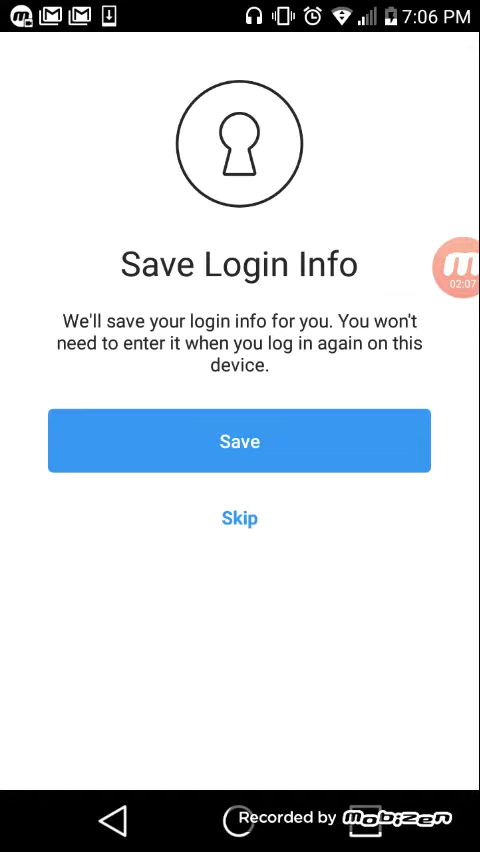 7:06 PM
Save Login Info
02:07
We'll save your login info for you. You won't
need to enter it when you log in again on this
device.
Save
Skip
Recorded by Mobizen